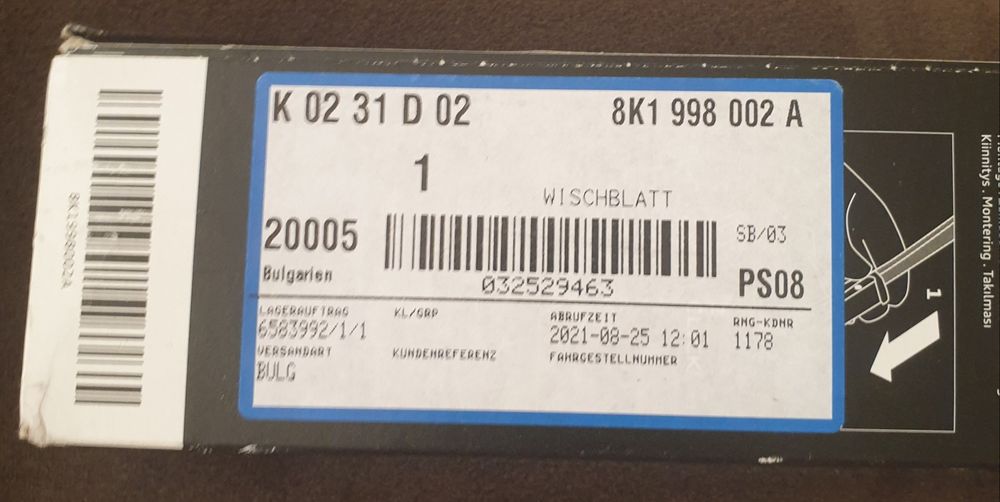 8K1998002A
K 02 31 D 02
8K1 998 002 A
1
WISCHBLATT
20005
SB/03
Bulgarien
032529463
PS08
LAGERAUFTRAG
KL/GRP
ABRUFZEIT
RNG-KDNR
6583992/1/1
2021-08-25 12:01
1178
VERSANDART
KUNDENREFERENZ
FAHRGESTELLNUMMER
BULG
1
Kiinnitys . Montering . Takılması